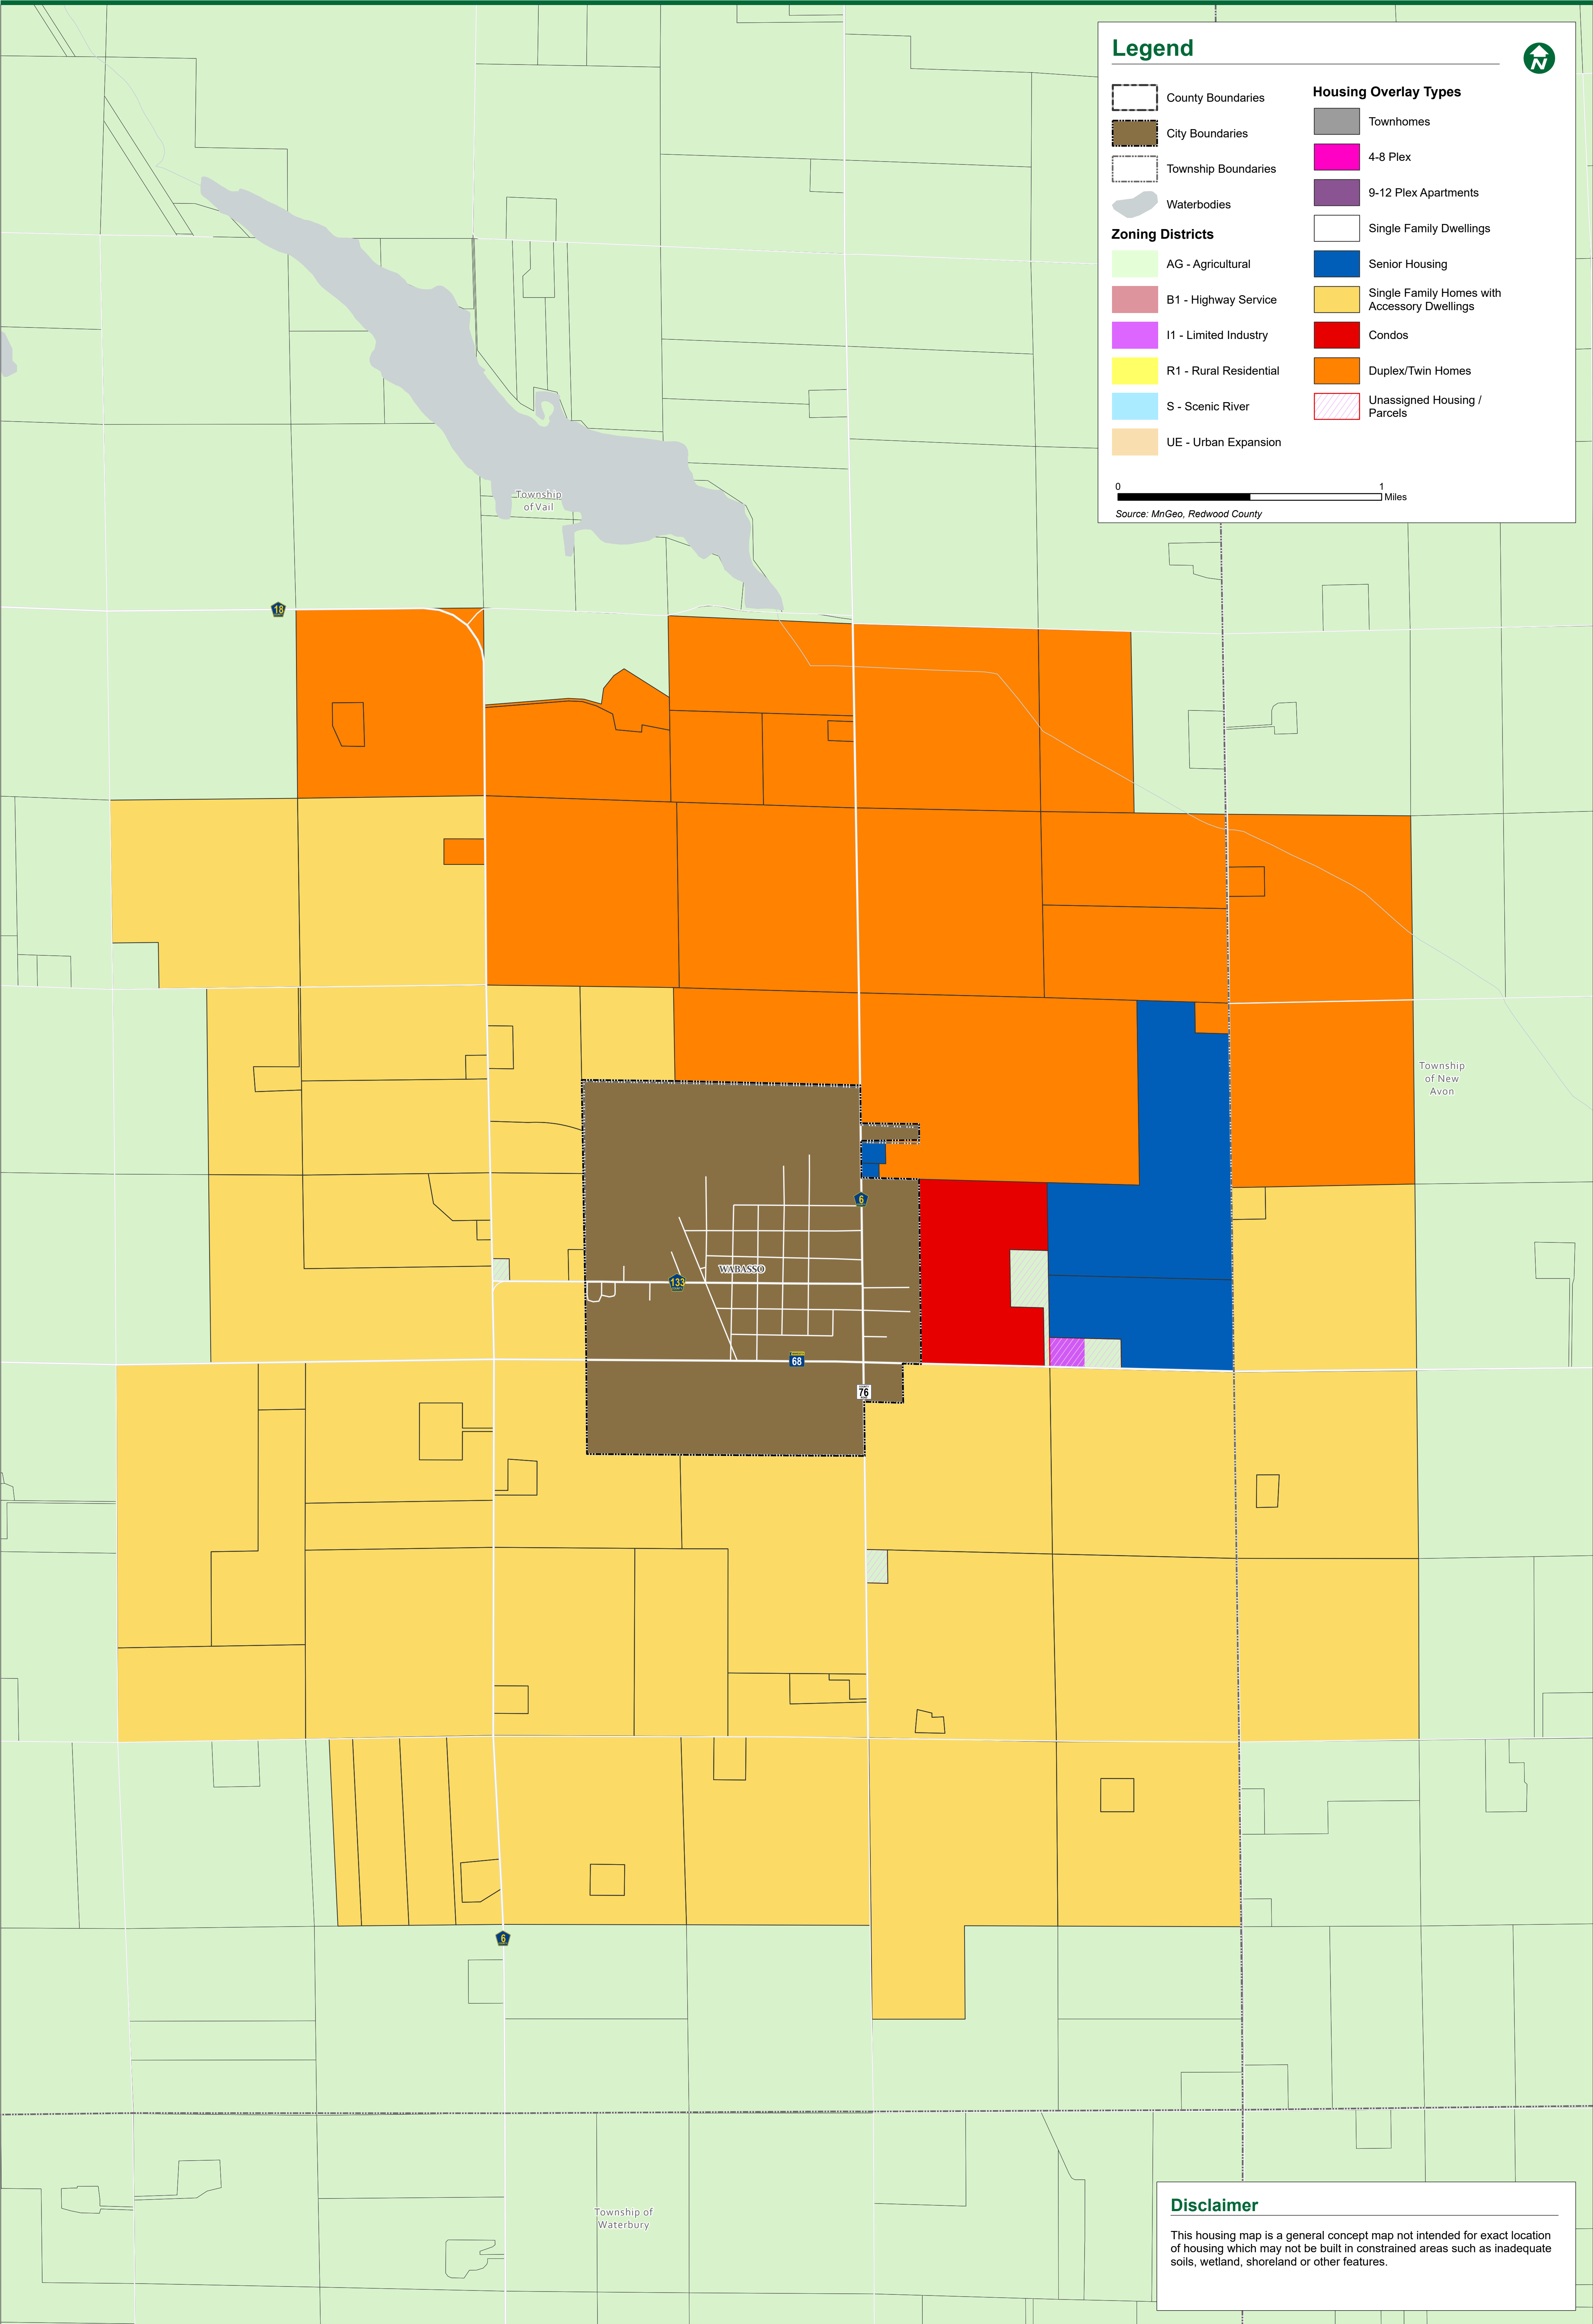 Legend
N
County Boundaries
City Boundaries
Township Boundaries
Waterbodies
Zoning Districts
AG - Agricultural
B1 - Highway Service
I1 - Limited Industry
R1 - Rural Residential
S - Scenic River
UE - Urban Expansion
Housing Overlay Types
Townhomes
4-8 Plex
9-12 Plex Apartments
Single Family Dwellings
Senior Housing
Single Family Homes with
Accessory Dwellings
Condos
Duplex/Twin Homes
Unassigned Housing /
Parcels
0 1
Miles
Source: MnGeo, Redwood County
Township
of Vail
18
Township
of New
Avon
6
WABASSO
133
68
76
6
Township of
Waterbury
Disclaimer
This housing map is a general concept map not intended for exact location
of housing which may not be built in constrained areas such as inadequate
soils, wetland, shoreland or other features.